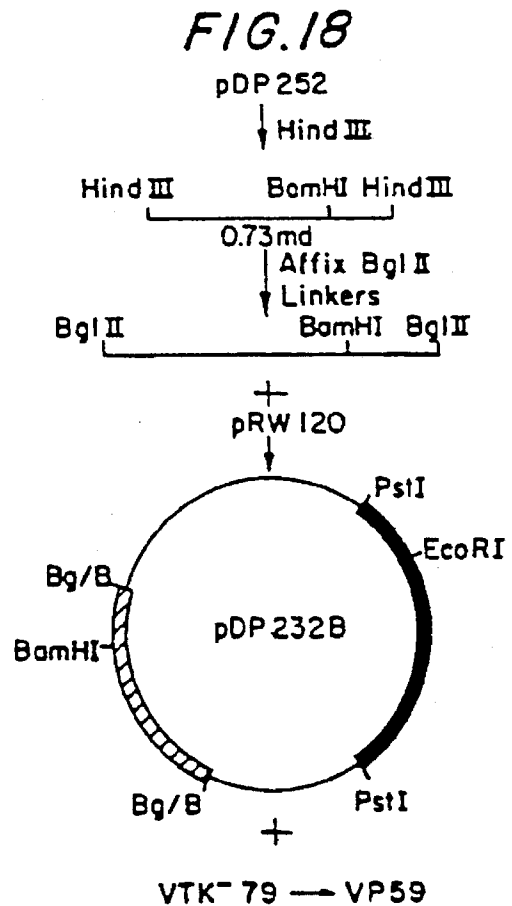 FIG.18
pDP252
Hind III
Hind III BamHI Hind III
0.73md
Affix Bgl II
Linkers
Bgl II BamHI Bgl II
+
pRW120
PstI
EcoRI
Bg/B
pDP232B
BamHI
Bg/B
PstI
+
VTK⁻79 → VP59